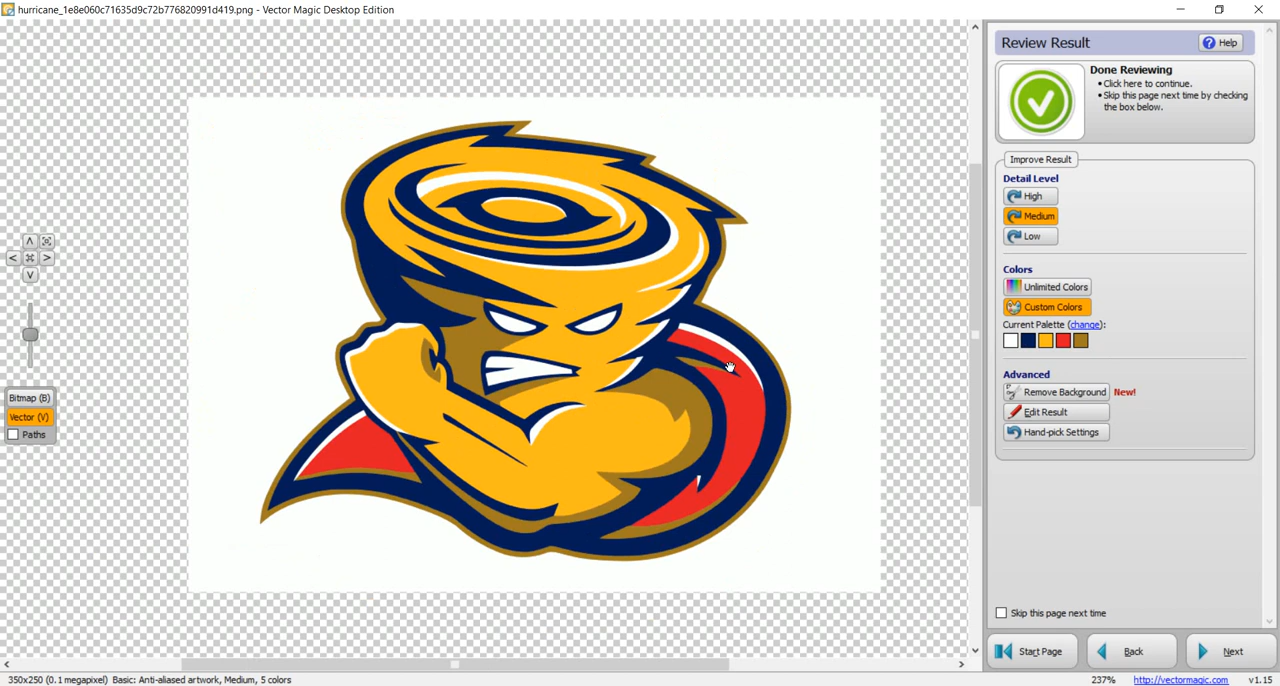 hurricane_1e8e060c71635d9c72b776820991d419.png - Vector Magic Desktop Edition
Review Result
Help
Done Reviewing
•Click here to continue.
•Skip this page next time by checking
the box below.
Improve Result
Detail Level
High
Medium
Low
Colors
Unlimited Colors
Custom Colors
Current Palette (change):
Advanced
Remove Background New!
Edit Result
Hand-pick Settings
Bitmap (B)
Vector (V)
Paths
Skip this page next time
Start Page
Back
Next
350x250 (0.1 megapixel) Basic: Anti-aliased artwork, Medium, 5 colors
237%
http://vectormagic.com
v1.15